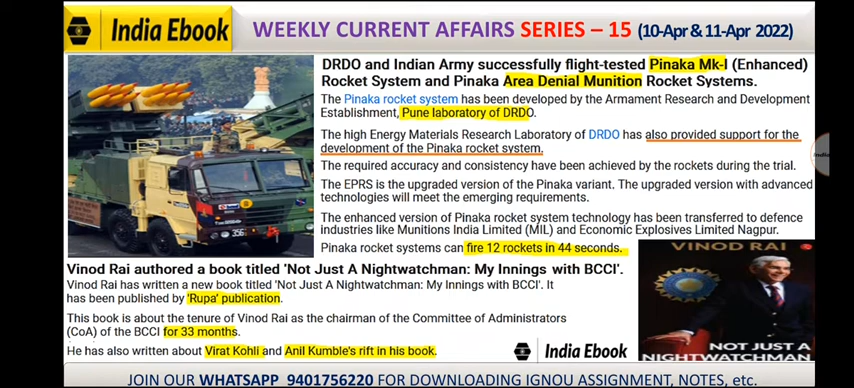 India Ebook
WEEKLY CURRENT AFFAIRS SERIES – 15 (10-Apr & 11-Apr 2022)
DRDO and Indian Army successfully flight-tested Pinaka Mk-I (Enhanced)
Rocket System and Pinaka Area Denial Munition Rocket Systems.
The Pinaka rocket system has been developed by the Armament Research and Development
Establishment, Pune laboratory of DRDO.
The high Energy Materials Research Laboratory of DRDO has also provided support for the
development of the Pinaka rocket system.
The required accuracy and consistency have been achieved by the rockets during the trial.
The EPRS is the upgraded version of the Pinaka variant. The upgraded version with advanced
technologies will meet the emerging requirements.
The enhanced version of Pinaka rocket system technology has been transferred to defence
industries like Munitions India Limited (MIL) and Economic Explosives Limited Nagpur.
Pinaka rocket systems can fire 12 rockets in 44 seconds.
356
Vinod Rai authored a book titled 'Not Just A Nightwatchman: My Innings with BCCI'.
Vinod Rai has written a new book titled 'Not Just A Nightwatchman: My Innings with BCCI'. It
has been published by 'Rupa' publication.
This book is about the tenure of Vinod Rai as the chairman of the Committee of Administrators
(CoA) of the BCCI for 33 months.
He has also written about Virat Kohli and Anil Kumble's rift in his book.
India Ebook
VINOD RAI
NOT JUST A
NIGHTWATCHMAN
JOIN OUR WHATSAPP 9401756220 FOR DOWNLOADING IGNOU ASSIGNMENT, NOTES, etc.